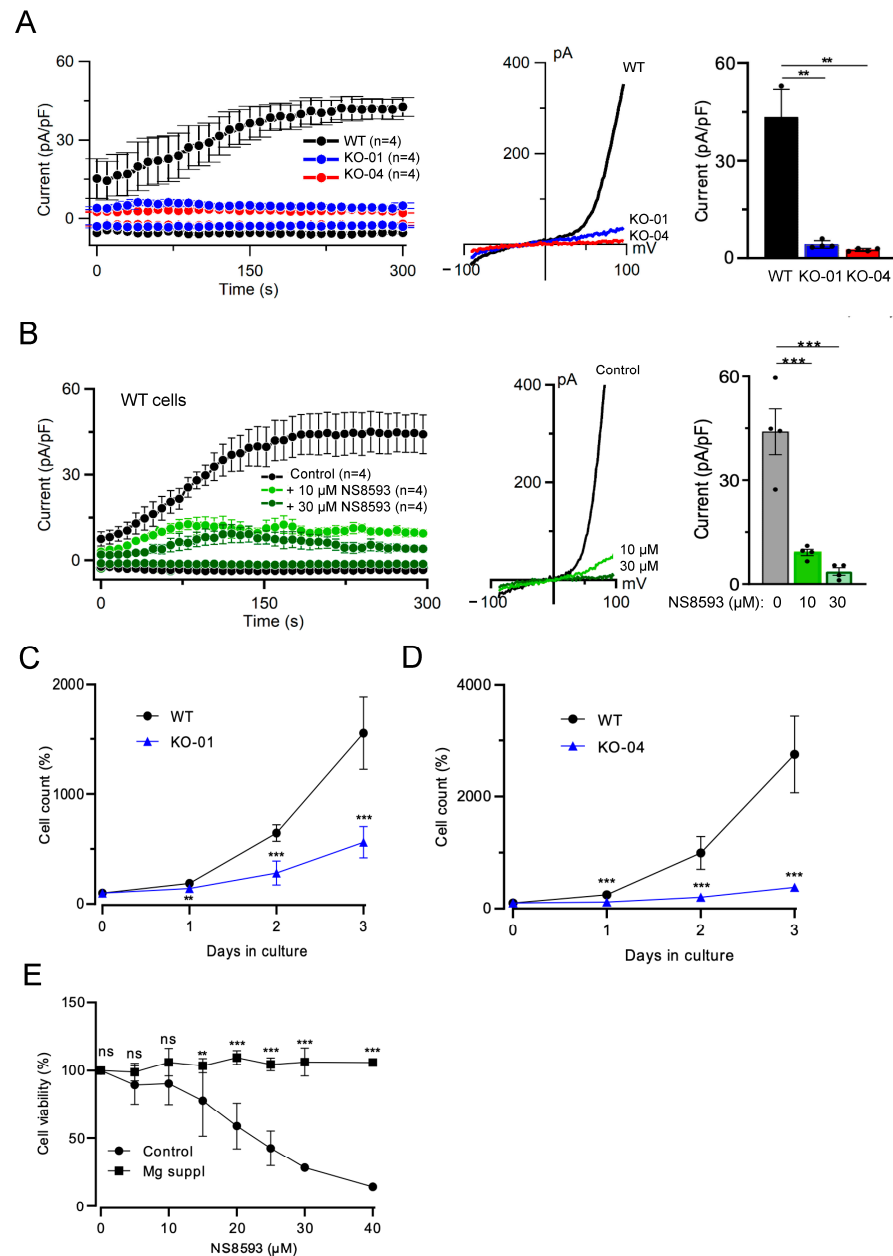 A
60
30
0
Current (pA/pF)
WT (n=4)
KO-01 (n=4)
KO-04 (n=4)
0 150 300
Time (s)
400
pA
WT
200
KO-01
KO-04
mV
−100 100
60
30
0
Current (pA/pF)
** **
WT KO-01 KO-04
B
60
30
0
Current (pA/pF)
WT cells
Control (n=4)
+ 10 µM NS8593 (n=4)
+ 30 µM NS8593 (n=4)
0 150 300
Time (s)
400
pA
Control
200
10 µM
30 µM
mV
−100 100
60
30
0
Current (pA/pF)
***
***
NS8593 (µM): 0 10 30
C
2000
1000
0
Cell count (%)
WT
KO-01
** *** ***
0 1 2 3
Days in culture
D
4000
2000
0
Cell count (%)
WT
KO-04
*** *** ***
0 1 2 3
Days in culture
E
150
100
50
0
Cell viability (%)
ns ns ns ** *** *** *** ***
Control
Mg suppl
0 10 20 30 40
NS8593 (µM)